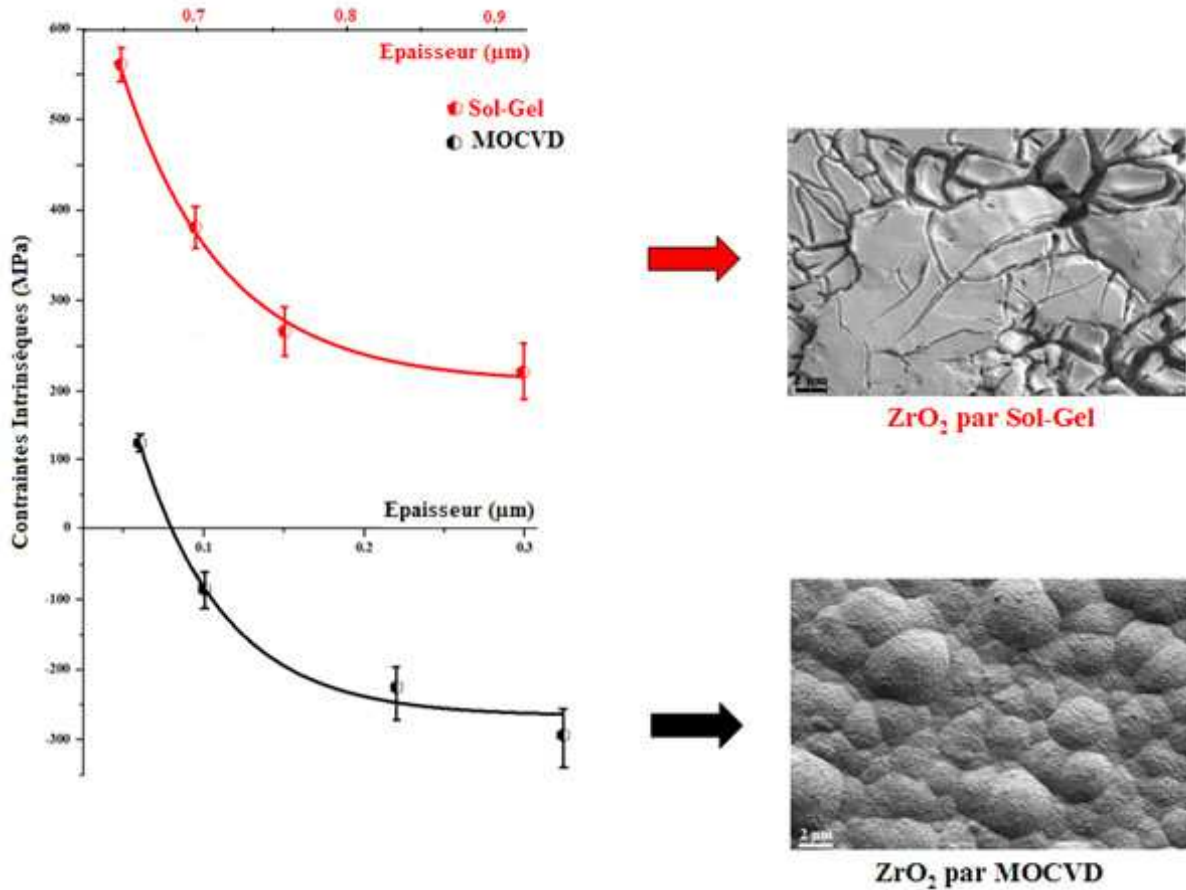 0.7 0.8 0.9
Epaisseur (μm)
600
Sol-Gel
MOCVD
500
400
300
200
100
0
-100
-200
-300
Contraintes Intrinsèques (MPa)
Epaisseur (μm)
0.1 0.2 0.3
2 μm
ZrO₂ par Sol-Gel
2 μm
ZrO₂ par MOCVD